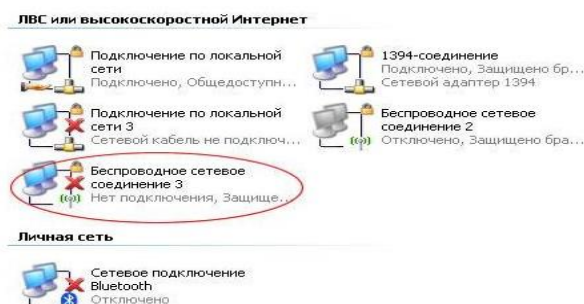 ЛВС или высокоскоростной Интернет
Подключение по локальной
сети
Подключено, Общедоступн...
1394-соединение
Подключено, Защищено бр...
Сетевой адаптер 1394
Подключение по локальной
сети 3
Сетевой кабель не подключ...
Беспроводное сетевое
соединение 2
Отключено, Защищено бра...
Беспроводное сетевое
соединение 3
Нет подключения, Защище...
Личная сеть
Сетевое подключение
Bluetooth
Отключено